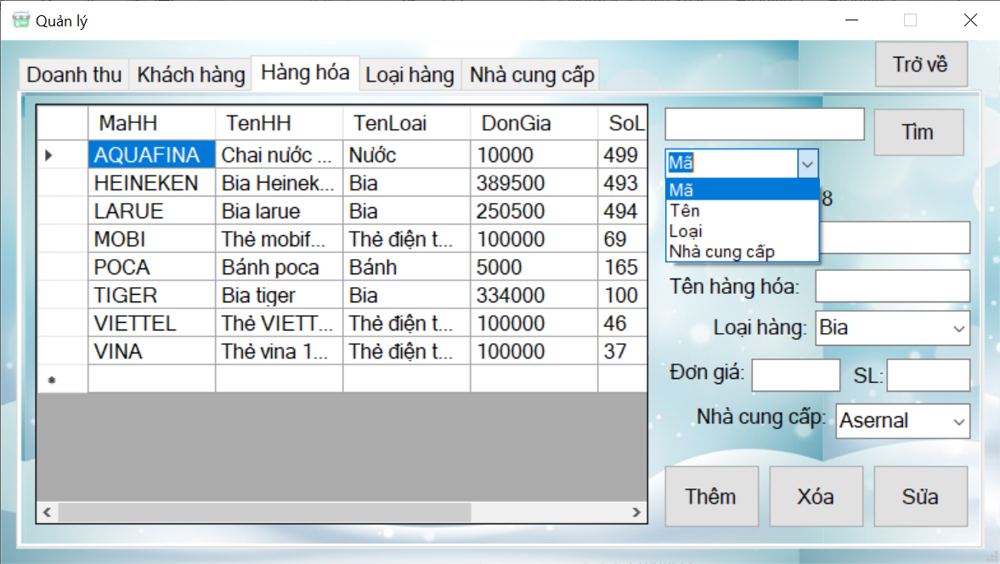 Quản lý
Trở về
Doanh thu Khách hàng Hàng hóa Loại hàng Nhà cung cấp
MaHH TenHH TenLoai DonGia SoL
AQUAFINA Chai nước ... Nước 10000 499
HEINEKEN Bia Heinek... Bia 389500 493
LARUE Bia larue Bia 250500 494
MOBI Thẻ mobif... Thẻ điện t... 100000 69
POCA Bánh poca Bánh 5000 165
TIGER Bia tiger Bia 334000 100
VIETTEL Thẻ VIETT... Thẻ điện t... 100000 46
VINA Thẻ vina 1... Thẻ điện t... 100000 37
Tìm
Mã
Mã
8
Tên
Loại
Nhà cung cấp
Tên hàng hóa:
Loại hàng: Bia
Đơn giá: SL:
Nhà cung cấp: Asernal
Thêm Xóa Sửa